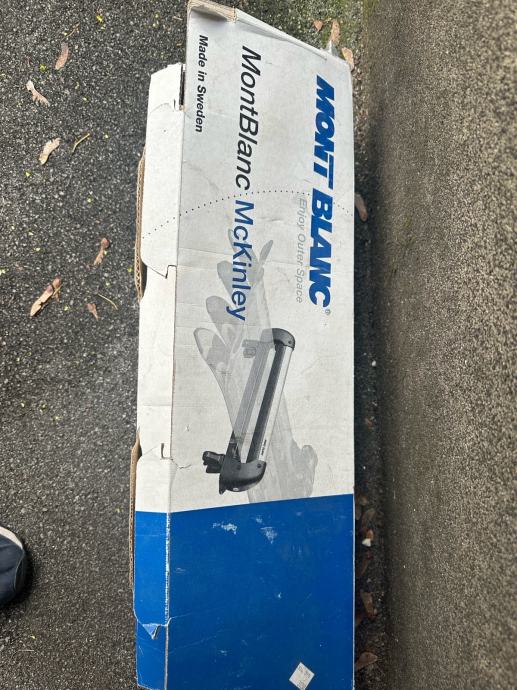 MONT BLANC®
Enjoy Outer Space
MontBlanc McKinley
Made in Sweden